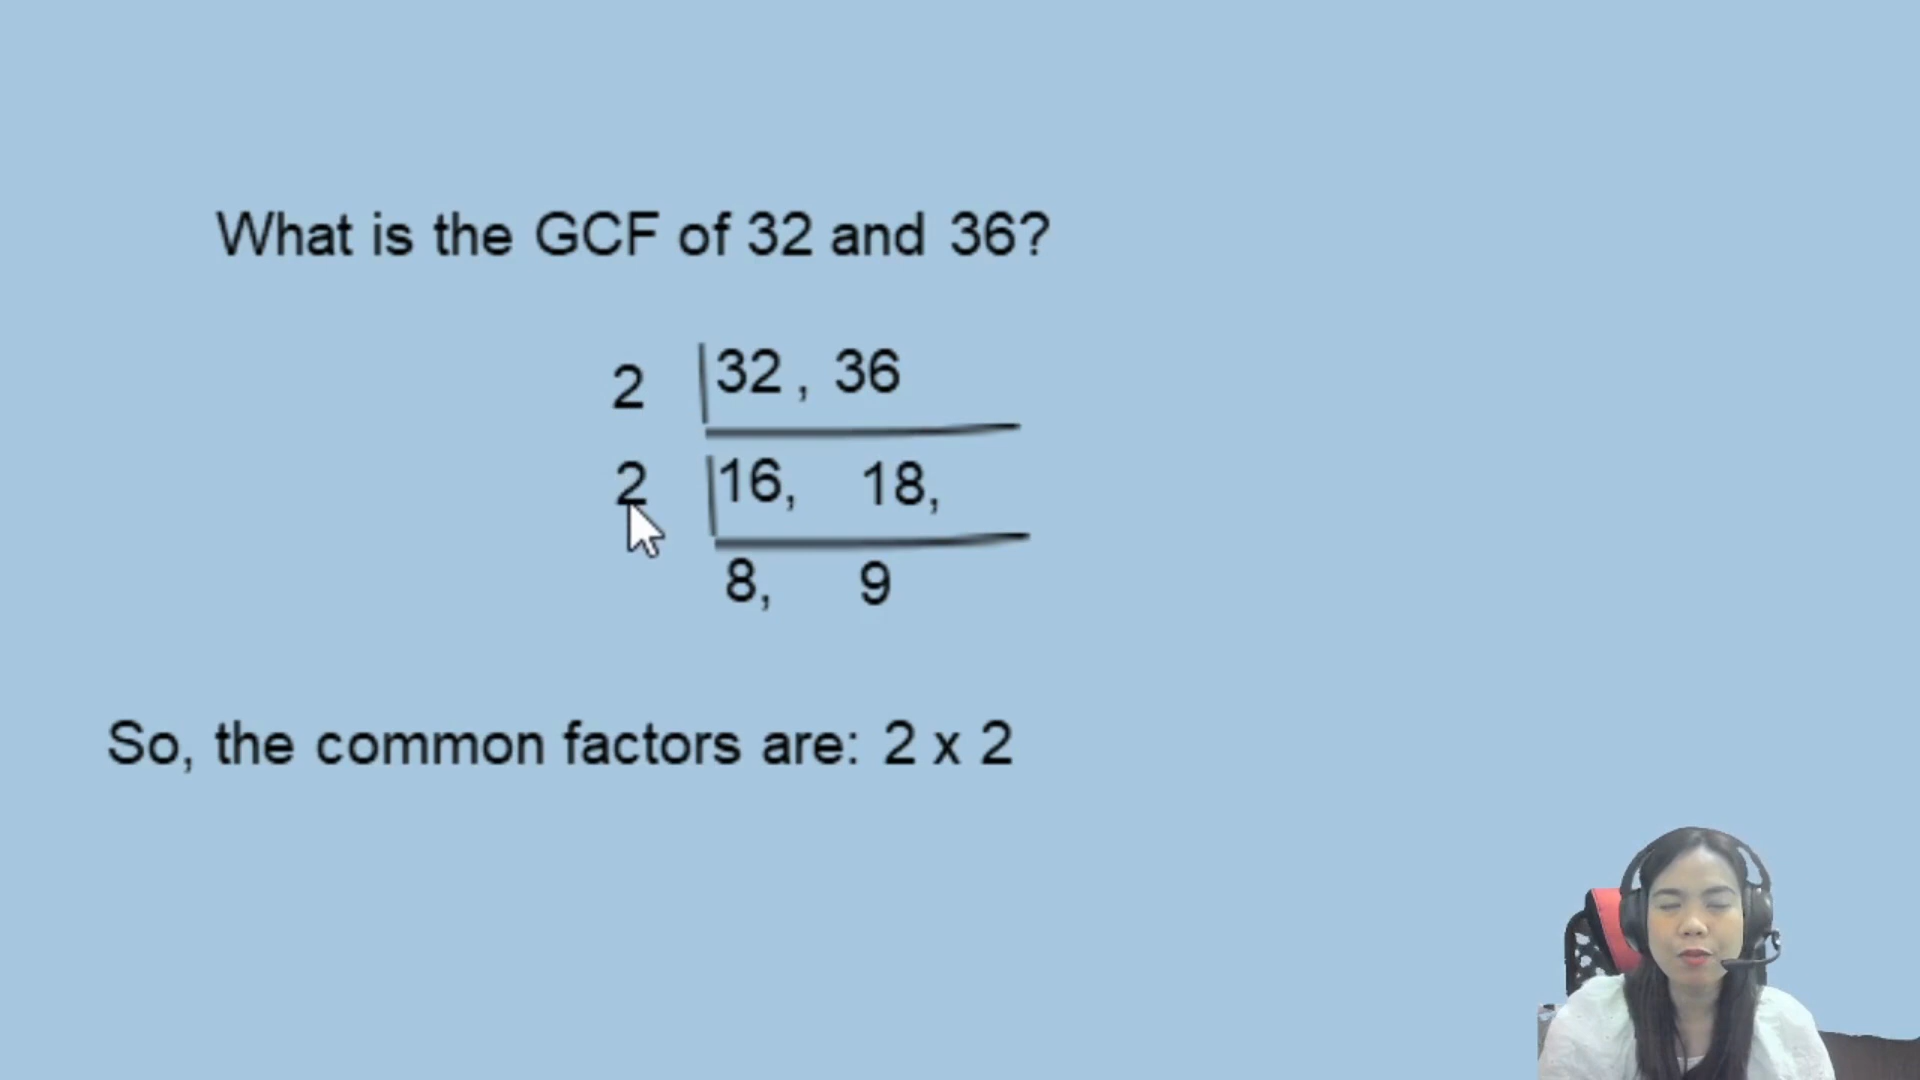 What is the GCF of 32 and 36?
2 32 , 36
2 16, 18,
8, 9
So, the common factors are: 2 x 2